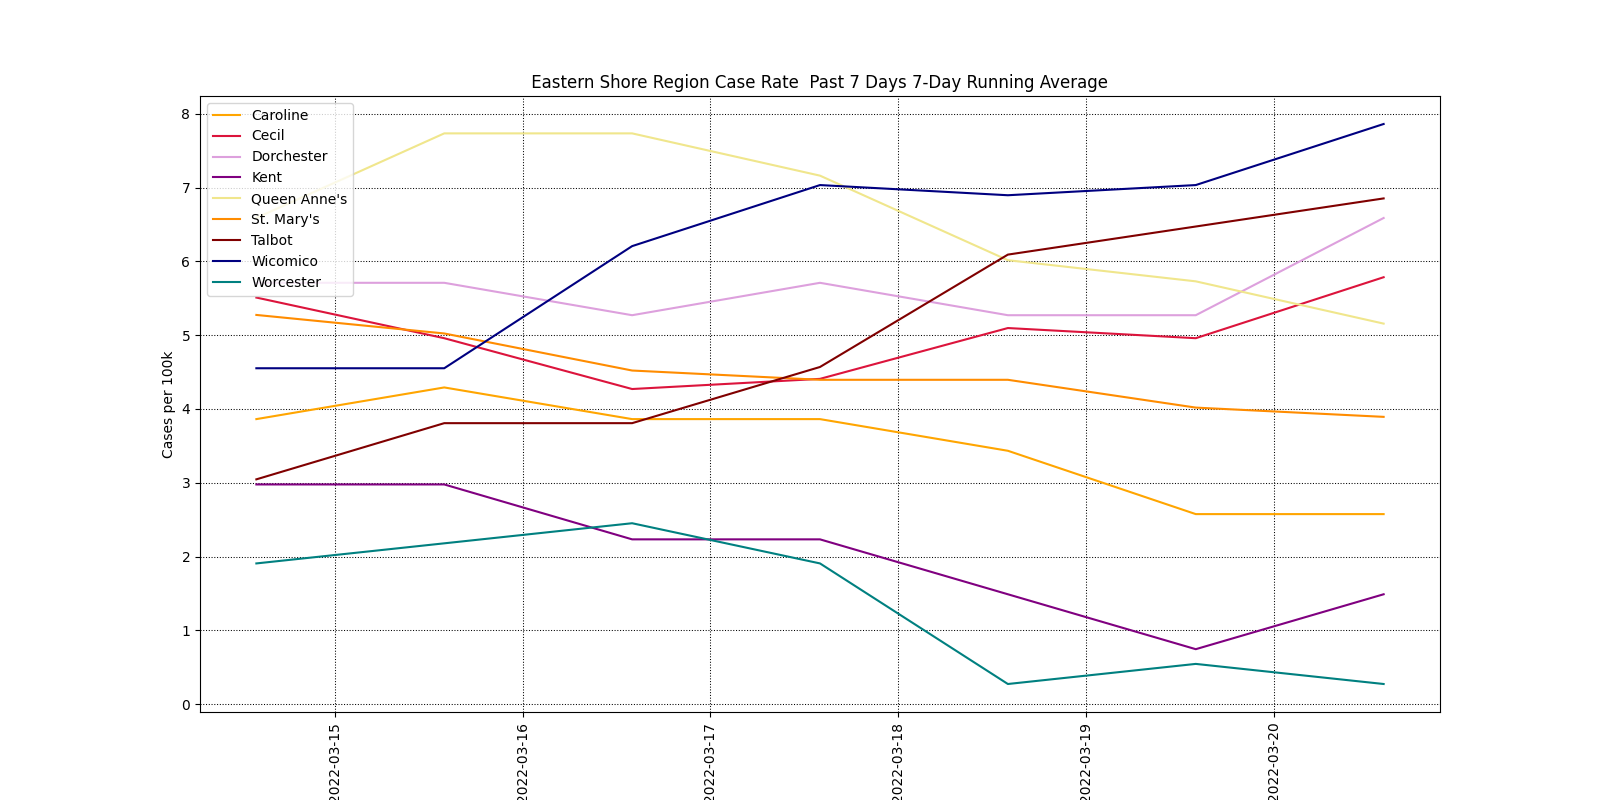 Eastern Shore Region Case Rate  Past 7 Days 7-Day Running Average
Caroline
Cecil
Dorchester
Kent
Queen Anne's
St. Mary's
Talbot
Wicomico
Worcester
Cases per 100k
8
7
6
5
4
3
2
1
0
2022-03-15
2022-03-16
2022-03-17
2022-03-18
2022-03-19
2022-03-20